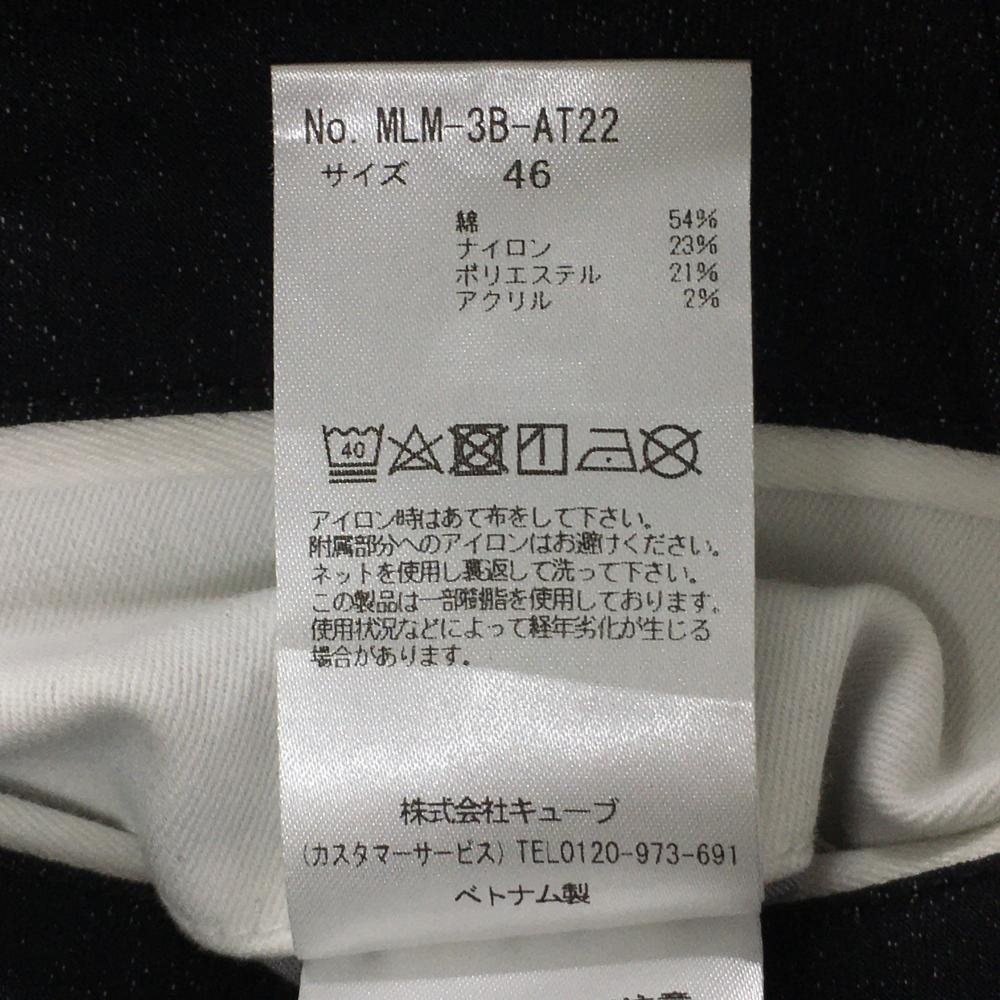 No. MLM-3B-AT22
サイズ 46
綿 54%
ナイロン 23%
ポリエステル 21%
アクリル 2%
40
アイロン時はあて布をして下さい。
附属部分へのアイロンはお避けください。
ネットを使用し裏返して洗って下さい。
この製品は一部樹脂を使用しております。
使用状況などによって経年劣化が生じる
場合があります。
株式会社キューブ
(カスタマーサービス) TEL0120-973-691
ベトナム製